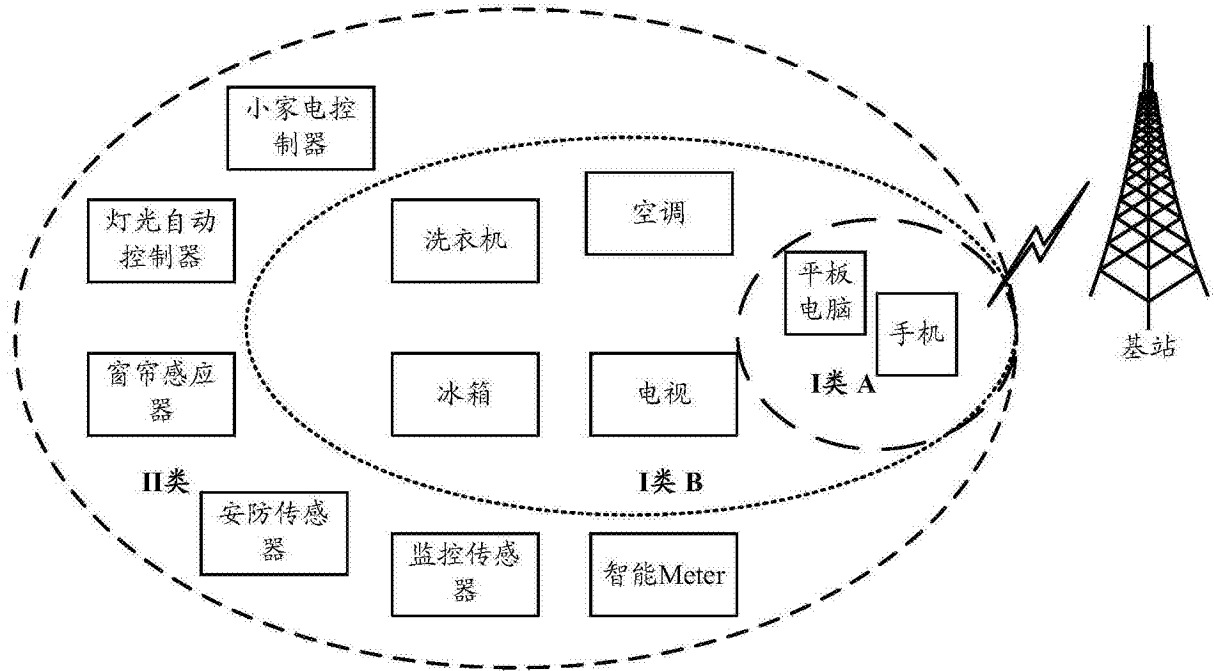 小家电控
制器
灯光自动
控制器
洗衣机
空调
平板
电脑
手机
I类 A
基站
窗帘感应
器
冰箱
电视
II类
I类 B
安防传感
器
监控传感
器
智能Meter